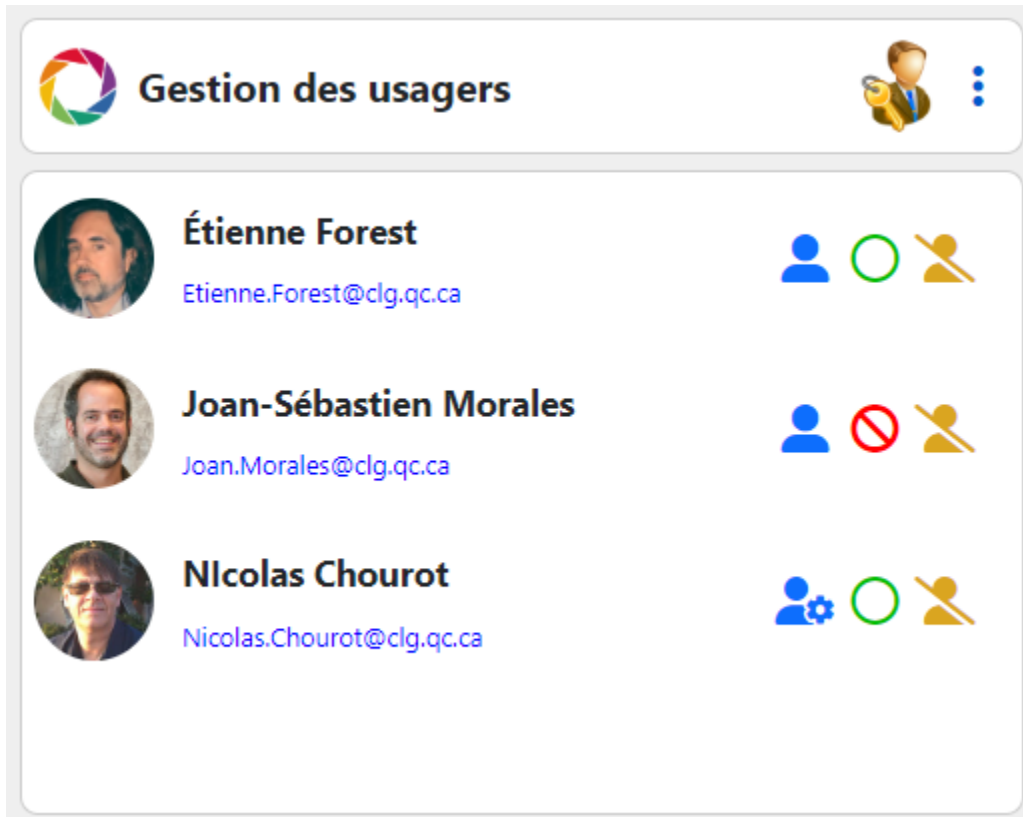 Gestion des usagers
Étienne Forest
Etienne.Forest@clg.qc.ca
Joan-Sébastien Morales
Joan.Morales@clg.qc.ca
NIcolas Chourot
Nicolas.Chourot@clg.qc.ca